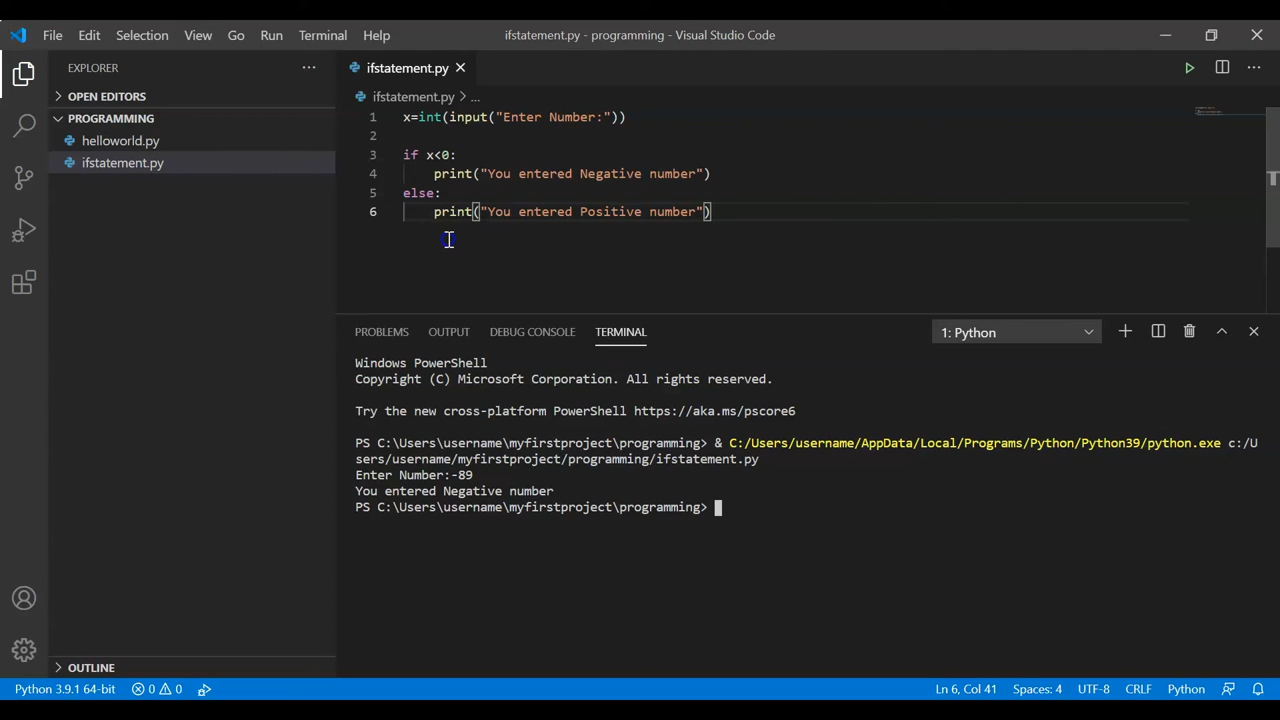 File Edit Selection View Go Run Terminal Help ifstatement.py - programming - Visual Studio Code
EXPLORER
OPEN EDITORS
PROGRAMMING
helloworld.py
ifstatement.py
ifstatement.py
ifstatement.py > ...
1 x=int(input("Enter Number:"))
2
3 if x<0:
4 print("You entered Negative number")
5 else:
6 print("You entered Positive number")
PROBLEMS OUTPUT DEBUG CONSOLE TERMINAL 1: Python
Windows PowerShell
Copyright (C) Microsoft Corporation. All rights reserved.
Try the new cross-platform PowerShell https://aka.ms/pscore6
PS C:\Users\username\myfirstproject\programming> & C:/Users/username/AppData/Local/Programs/Python/Python39/python.exe c:/U
sers/username/myfirstproject/programming/ifstatement.py
Enter Number:-89
You entered Negative number
PS C:\Users\username\myfirstproject\programming>
OUTLINE
Python 3.9.1 64-bit 0 0 Ln 6, Col 41 Spaces: 4 UTF-8 CRLF Python